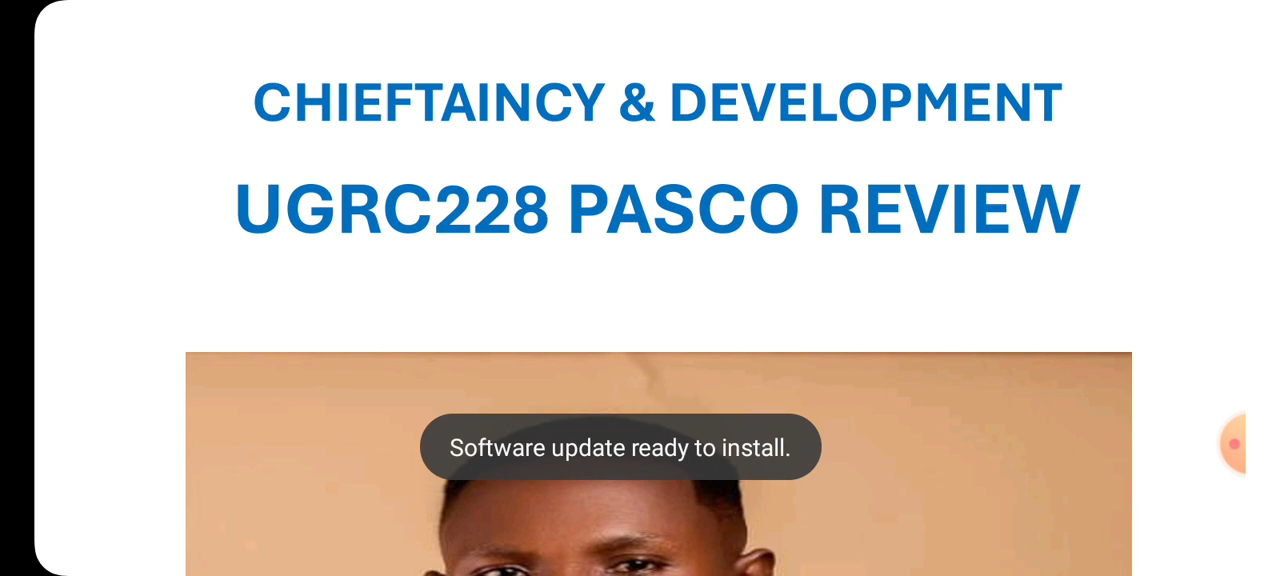 CHIEFTAINCY & DEVELOPMENT
UGRC228 PASCO REVIEW
Software update ready to install.